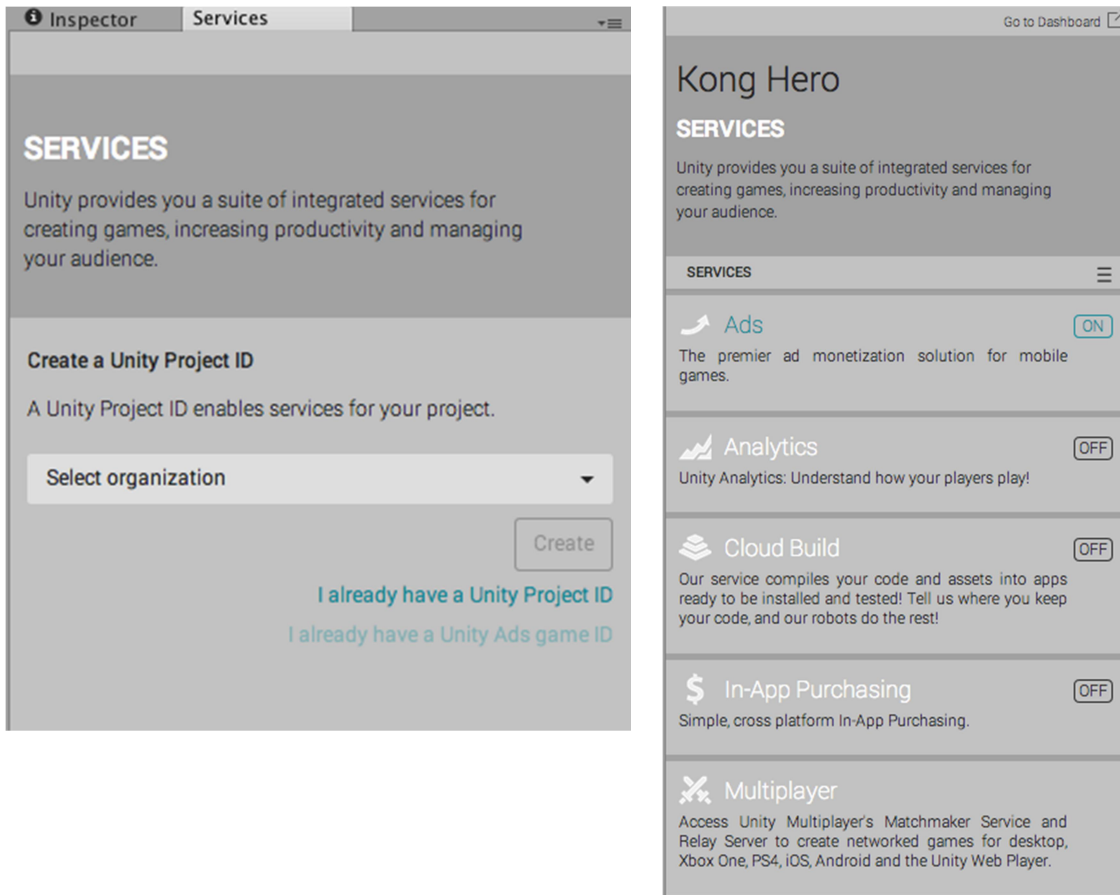 Inspector
Services
SERVICES
Unity provides you a suite of integrated services for
creating games, increasing productivity and managing
your audience.
Create a Unity Project ID
A Unity Project ID enables services for your project.
Select organization
Create
I already have a Unity Project ID
I already have a Unity Ads game ID
Go to Dashboard
Kong Hero
SERVICES
Unity provides you a suite of integrated services for
creating games, increasing productivity and managing
your audience.
SERVICES
Ads
ON
The premier ad monetization solution for mobile
games.
Analytics
OFF
Unity Analytics: Understand how your players play!
Cloud Build
OFF
Our service compiles your code and assets into apps
ready to be installed and tested! Tell us where you keep
your code, and our robots do the rest!
In-App Purchasing
OFF
Simple, cross platform In-App Purchasing.
Multiplayer
Access Unity Multiplayer's Matchmaker Service and
Relay Server to create networked games for desktop,
Xbox One, PS4, iOS, Android and the Unity Web Player.